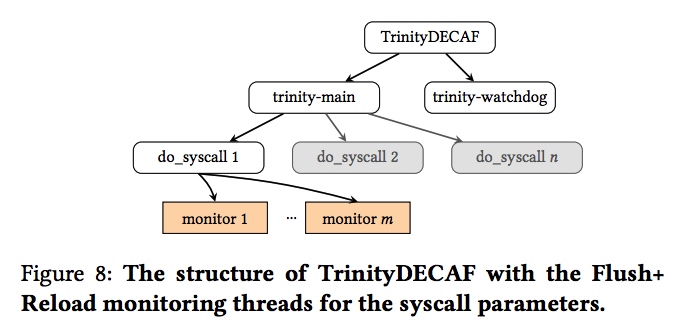 TrinityDECAF
trinity-main
trinity-watchdog
do_syscall 1
do_syscall 2
do_syscall n
monitor 1
...
monitor m
Figure 8: The structure of TrinityDECAF with the Flush+
Reload monitoring threads for the syscall parameters.